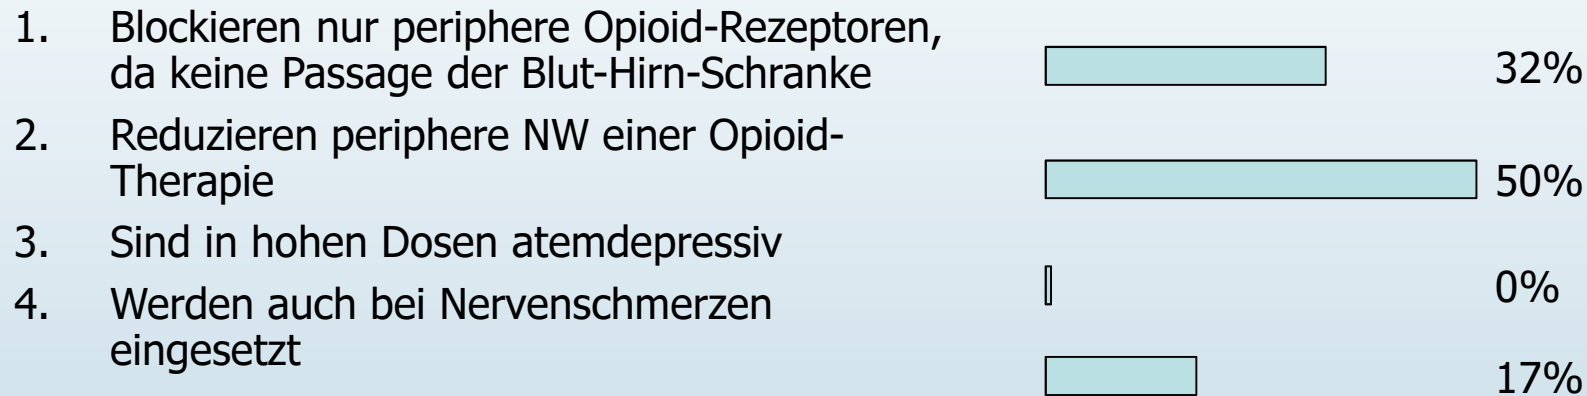 1. Blockieren nur periphere Opioid-Rezeptoren,
da keine Passage der Blut-Hirn-Schranke
32%
2. Reduzieren periphere NW einer Opioid-
Therapie
50%
3. Sind in hohen Dosen atemdepressiv
0%
4. Werden auch bei Nervenschmerzen
eingesetzt
17%